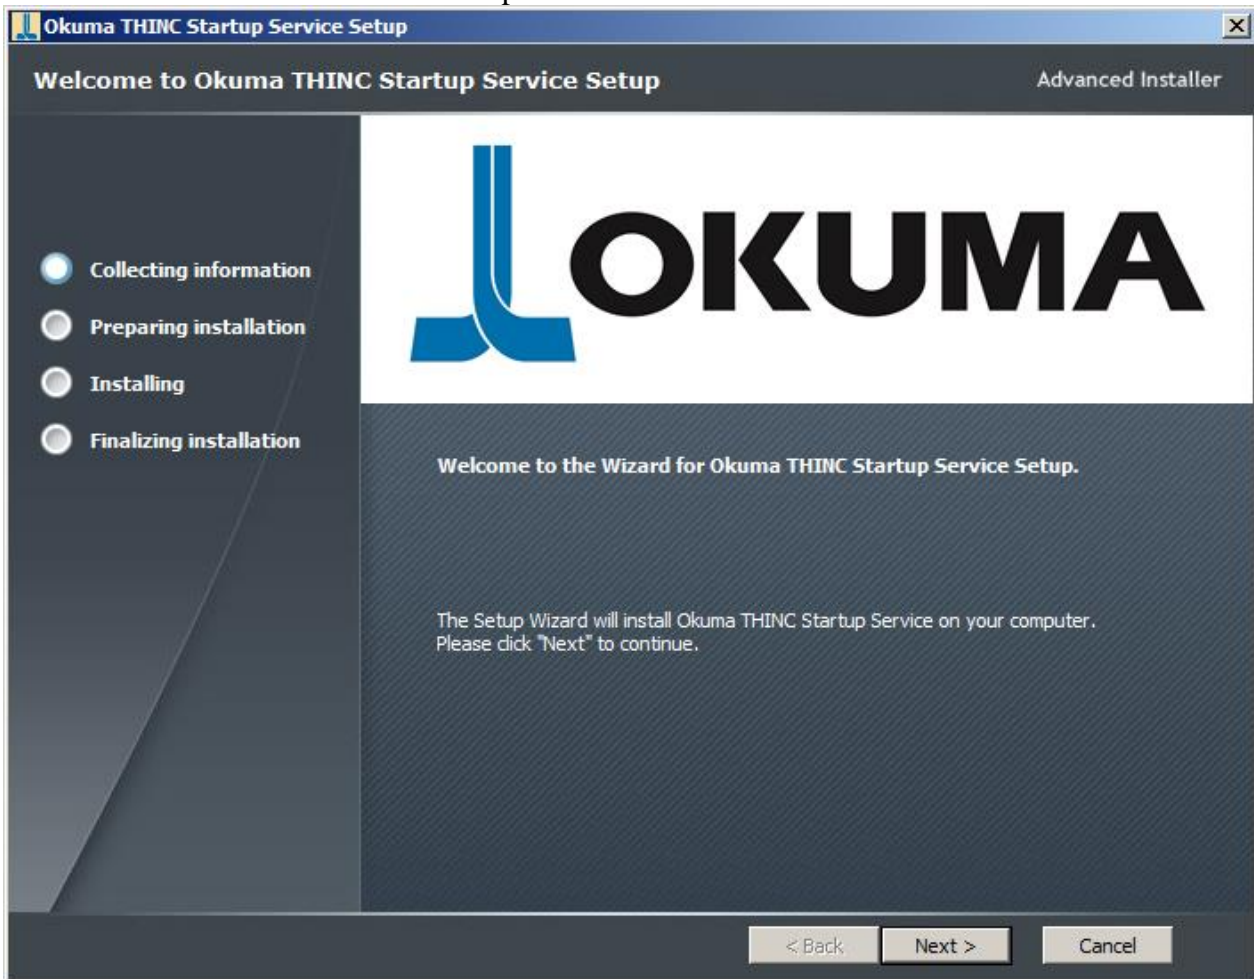 Okuma THINC Startup Service Setup
Welcome to Okuma THINC Startup Service Setup
Advanced Installer
OKUMA
Collecting information
Preparing installation
Installing
Finalizing installation
Welcome to the Wizard for Okuma THINC Startup Service Setup.
The Setup Wizard will install Okuma THINC Startup Service on your computer.
Please click "Next" to continue.
< Back
Next >
Cancel